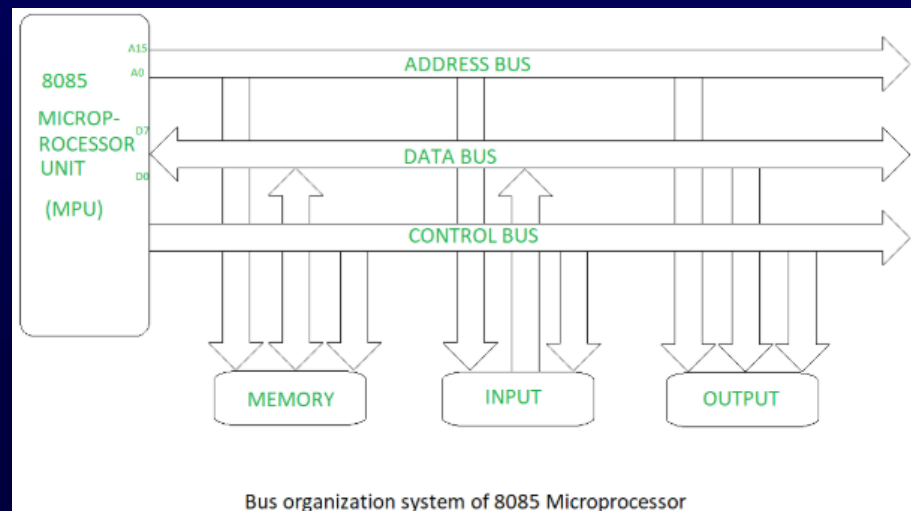 A15
ADDRESS BUS
A0
8085
MICROP-
ROCESSOR
UNIT
(MPU)
D7
DATA BUS
D0
CONTROL BUS
MEMORY
INPUT
OUTPUT
Bus organization system of 8085 Microprocessor